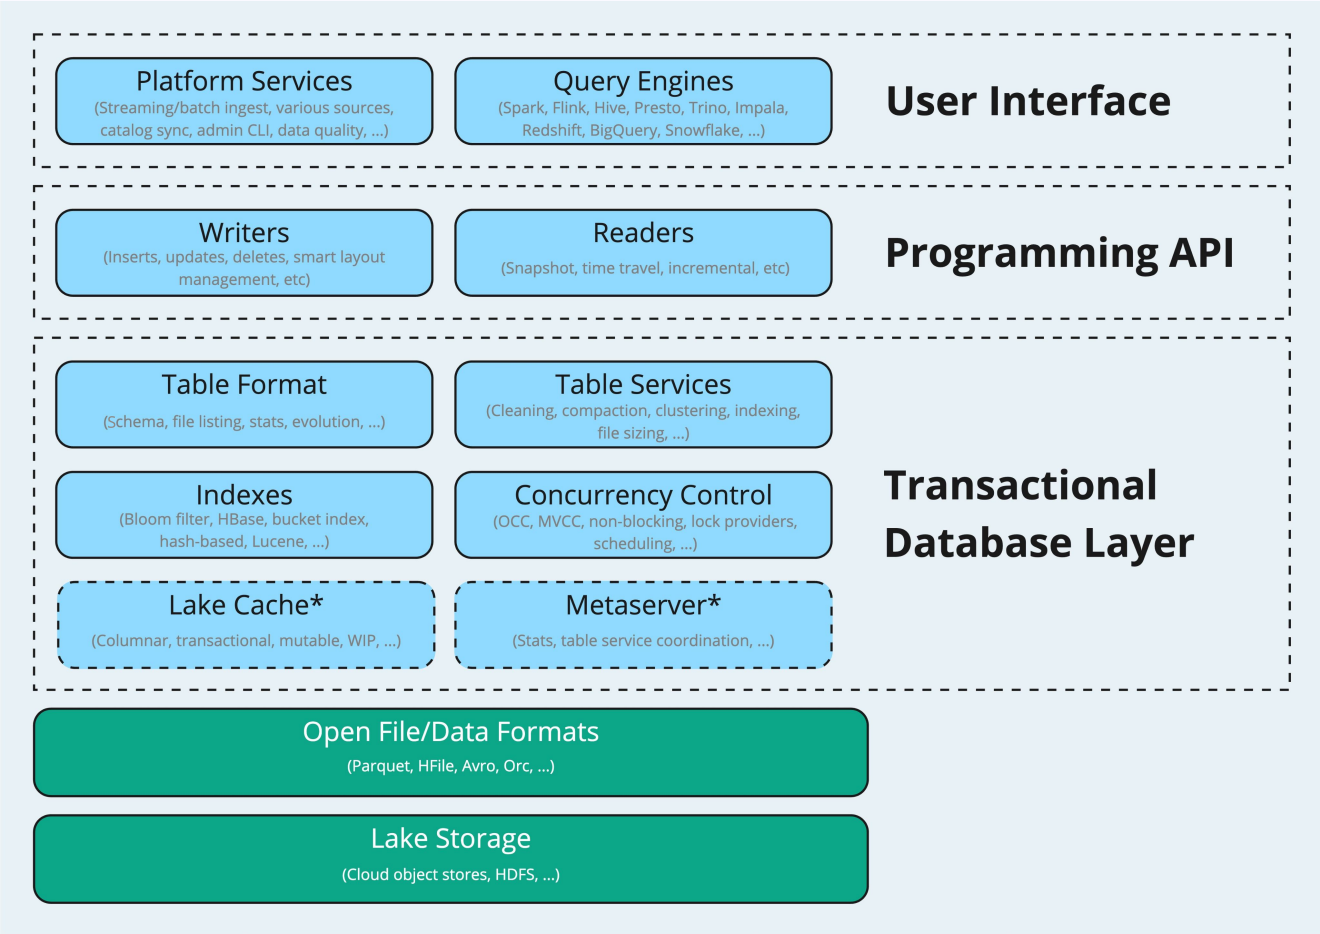 Platform Services
(Streaming/batch ingest, various sources,
catalog sync, admin CLI, data quality, ...)
Query Engines
(Spark, Flink, Hive, Presto, Trino, Impala,
Redshift, BigQuery, Snowflake, ...)
User Interface
Writers
(Inserts, updates, deletes, smart layout
management, etc)
Readers
(Snapshot, time travel, incremental, etc)
Programming API
Table Format
(Schema, file listing, stats, evolution, ...)
Table Services
(Cleaning, compaction, clustering, indexing,
file sizing, ...)
Indexes
(Bloom filter, HBase, bucket index,
hash-based, Lucene, ...)
Concurrency Control
(OCC, MVCC, non-blocking, lock providers,
scheduling, ...)
Lake Cache*
(Columnar, transactional, mutable, WIP, ...)
Metaserver*
(Stats, table service coordination, ...)
Transactional
Database Layer
Open File/Data Formats
(Parquet, HFile, Avro, Orc, ...)
Lake Storage
(Cloud object stores, HDFS, ...)